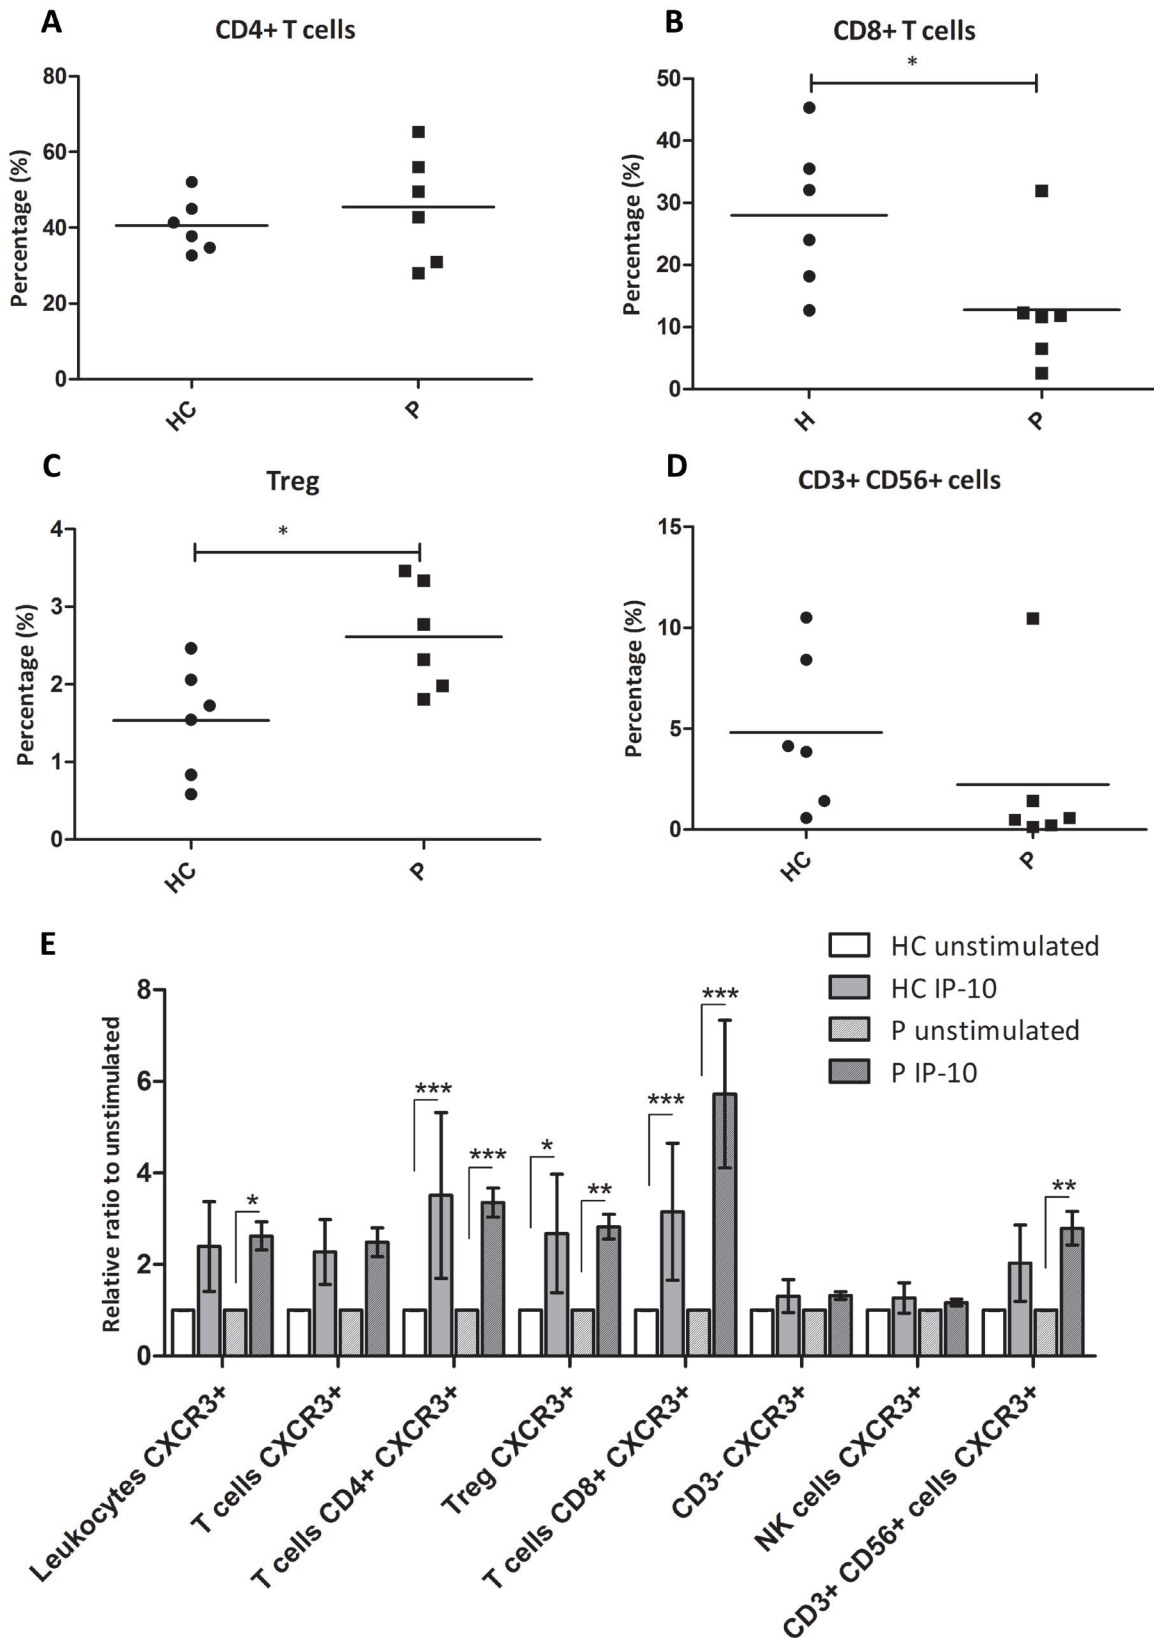 A
CD4+ T cells
Percentage (%)
80
60
40
20
0
HC
P
B
CD8+ T cells
*
Percentage (%)
50
40
30
20
10
0
H
P
C
Treg
*
Percentage (%)
4
3
2
1
0
HC
P
D
CD3+ CD56+ cells
Percentage (%)
15
10
5
0
HC
P
E
HC unstimulated
HC IP-10
P unstimulated
P IP-10
Relative ratio to unstimulated
8
6
4
2
0
*
***
***
*
**
***
***
**
Leukocytes CXCR3+
T cells CXCR3+
T cells CD4+ CXCR3+
Treg CXCR3+
T cells CD8+ CXCR3+
CD3- CXCR3+
NK cells CXCR3+
CD3+ CD56+ cells CXCR3+